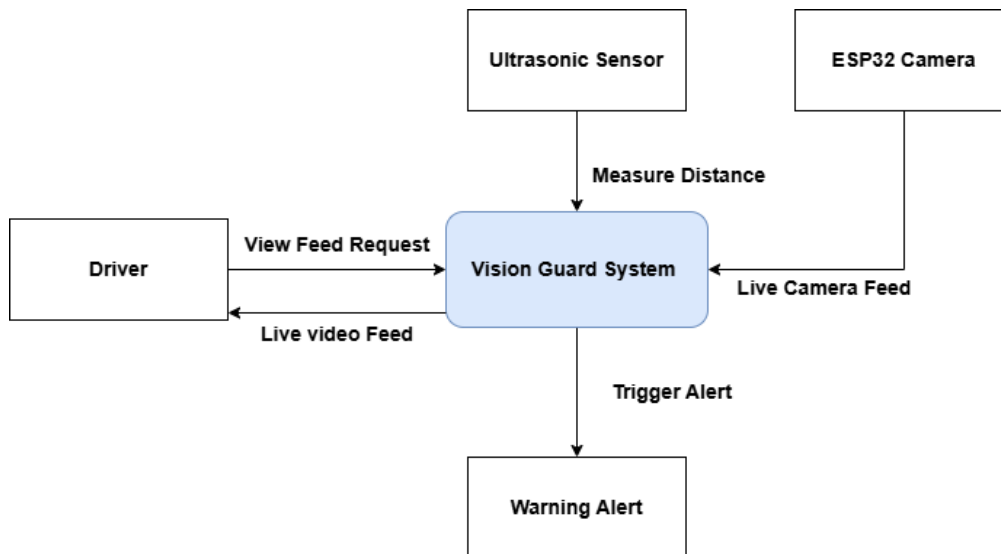 Ultrasonic Sensor
ESP32 Camera
Measure Distance
Driver
View Feed Request
Vision Guard System
Live Camera Feed
Live video Feed
Trigger Alert
Warning Alert